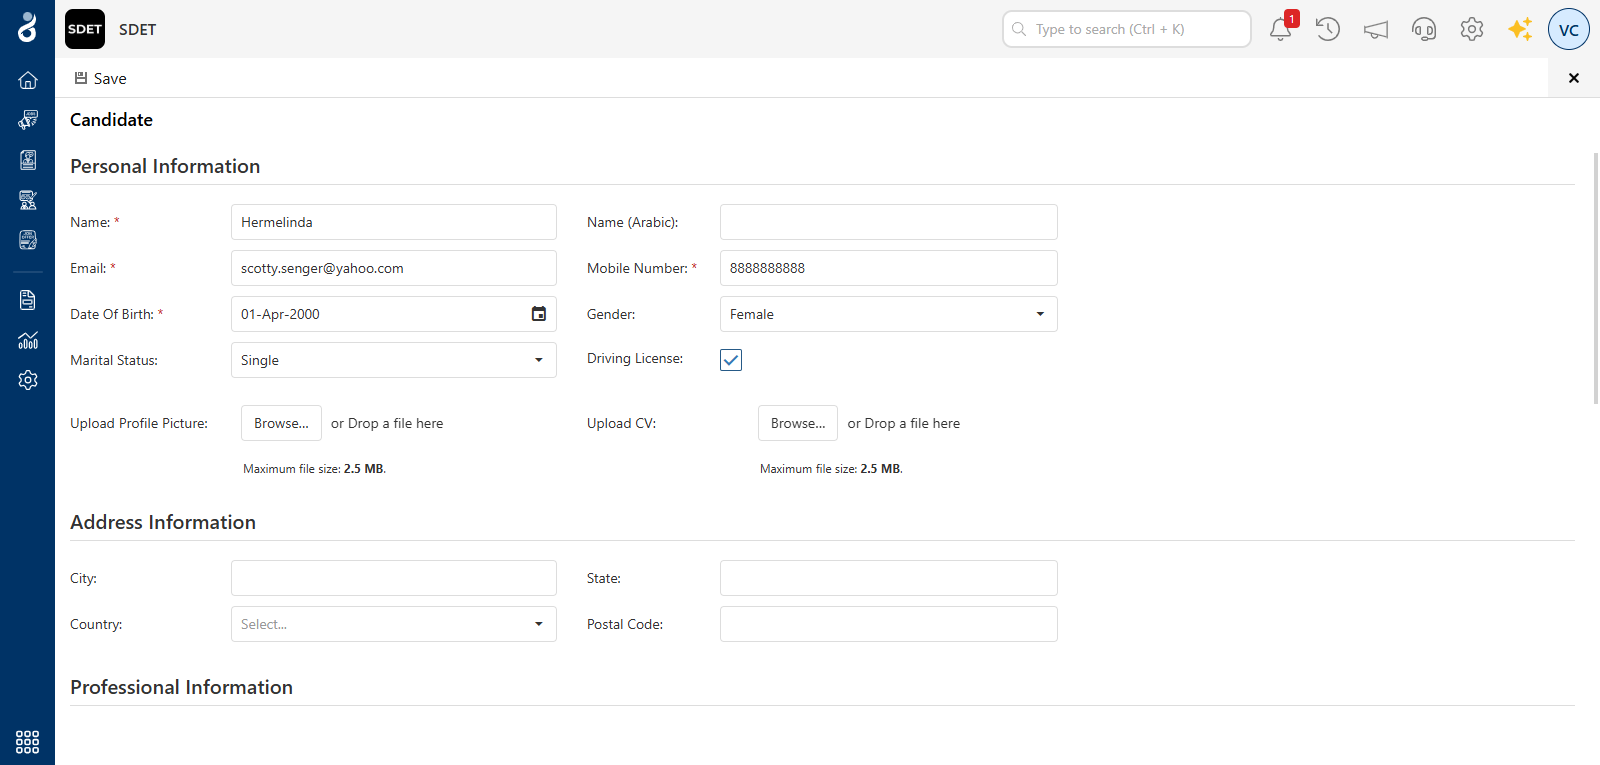 SDET SDET Type to search (Ctrl + K) 1 VC
Save
Candidate
Personal Information
Name: * Hermelinda Name (Arabic):
Email: * scotty.senger@yahoo.com Mobile Number: * 8888888888
Date Of Birth: * 01-Apr-2000 Gender: Female
Marital Status: Single Driving License:
Upload Profile Picture: Browse... or Drop a file here Upload CV: Browse... or Drop a file here
Maximum file size: 2.5 MB. Maximum file size: 2.5 MB.
Address Information
City: State:
Country: Select... Postal Code:
Professional Information